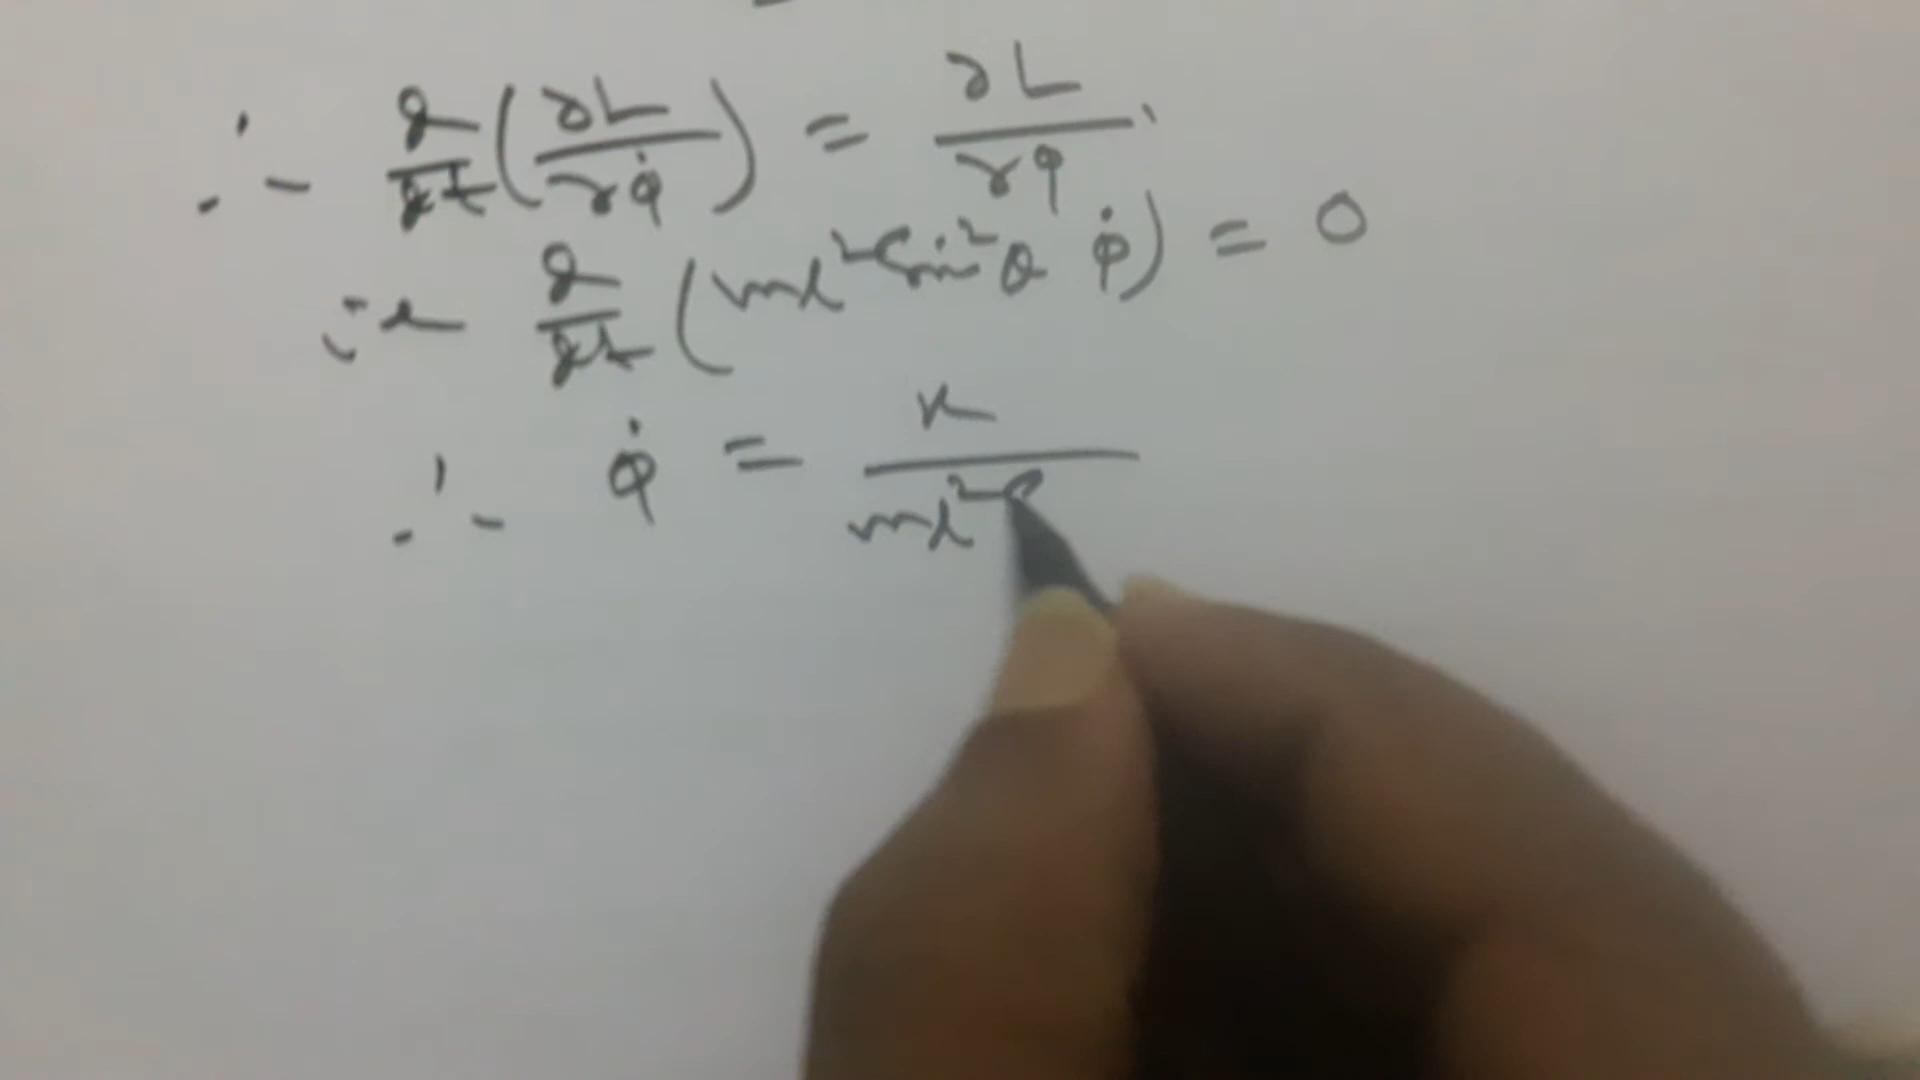 ∴ d/dt (∂L/∂φ̇) = ∂L/∂φ
i.e d/dt (ml² Sin²θ φ̇) = 0
∴ φ̇ = K/ml² S